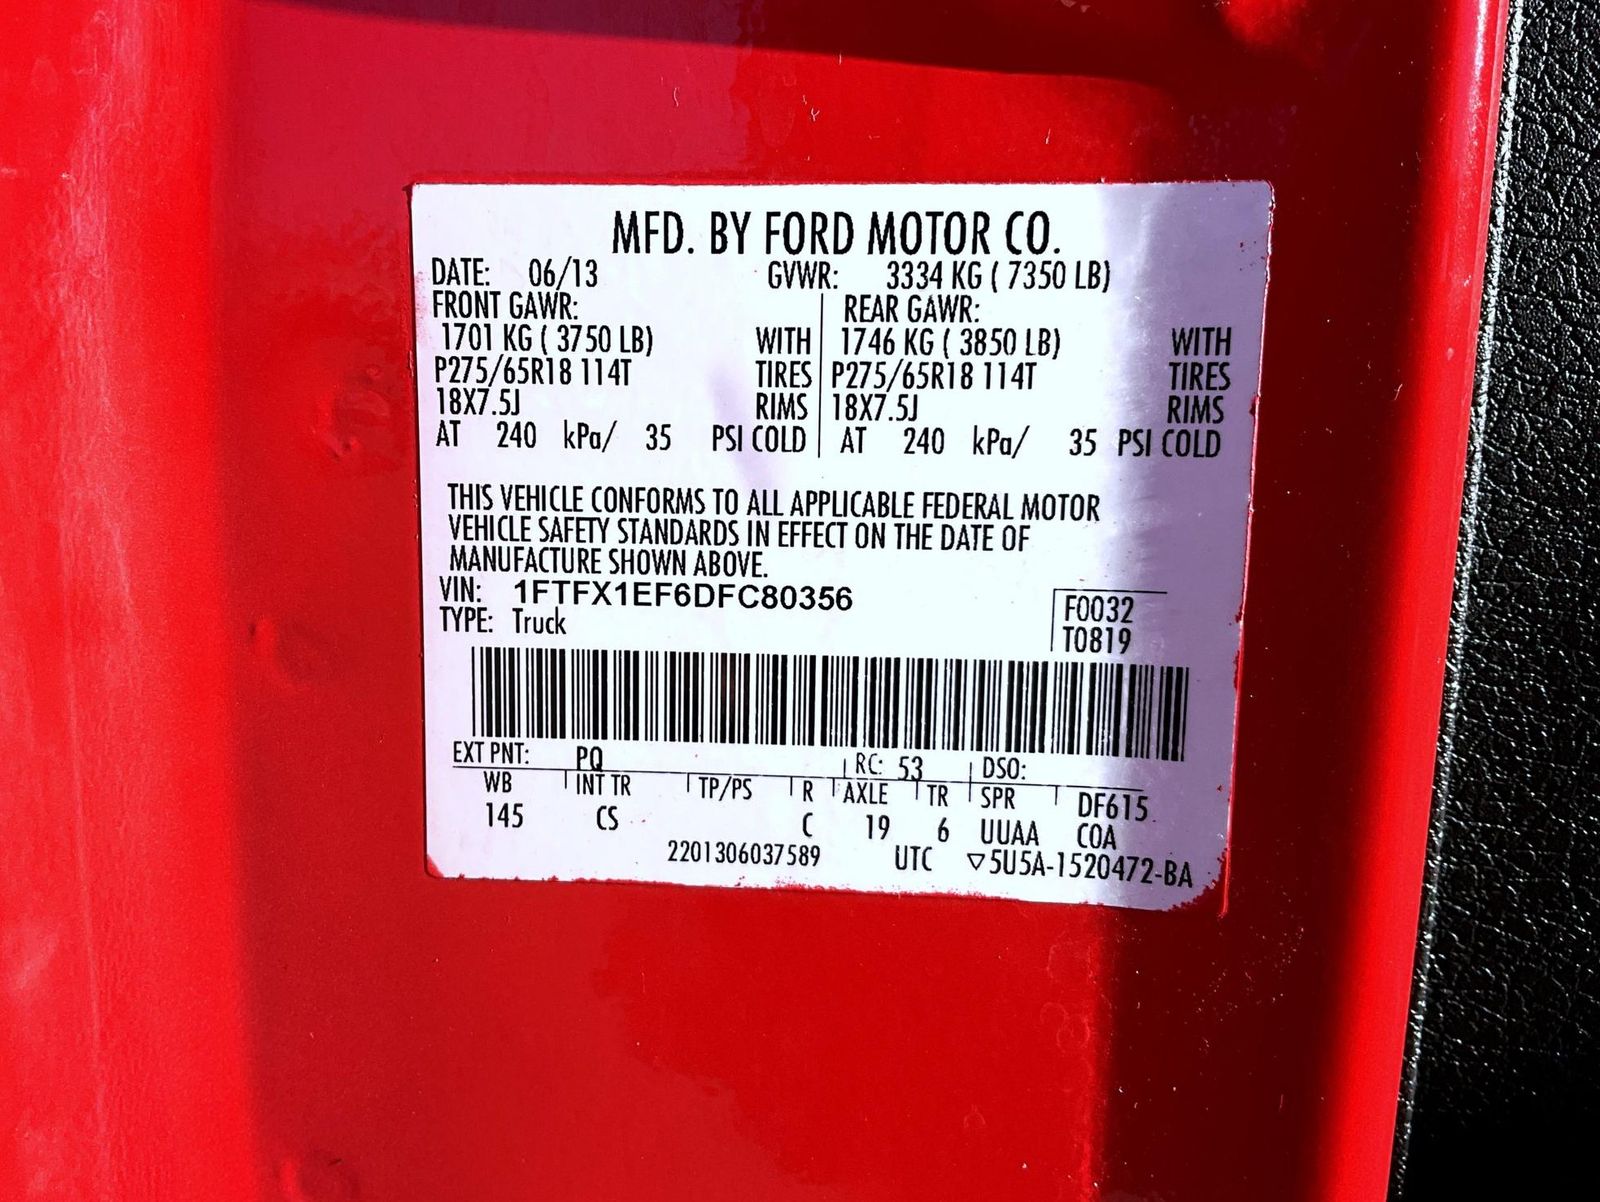 MFD. BY FORD MOTOR CO.
DATE: 06/13 GVWR: 3334 KG ( 7350 LB)
FRONT GAWR: REAR GAWR:
1701 KG ( 3750 LB) WITH 1746 KG ( 3850 LB) WITH
P275/65R18 114T TIRES P275/65R18 114T TIRES
18X7.5J RIMS 18X7.5J RIMS
AT 240 kPa/ 35 PSI COLD AT 240 kPa/ 35 PSI COLD
THIS VEHICLE CONFORMS TO ALL APPLICABLE FEDERAL MOTOR
VEHICLE SAFETY STANDARDS IN EFFECT ON THE DATE OF
MANUFACTURE SHOWN ABOVE.
VIN: 1FTFX1EF6DFC80356 F0032
TYPE: Truck T0819
EXT PNT: PQ RC: 53 DSO:
WB INT TR TP/PS R AXLE TR SPR DF615
145 CS C 19 6 UUAA COA
2201306037589 UTC ▽5U5A-1520472-BA